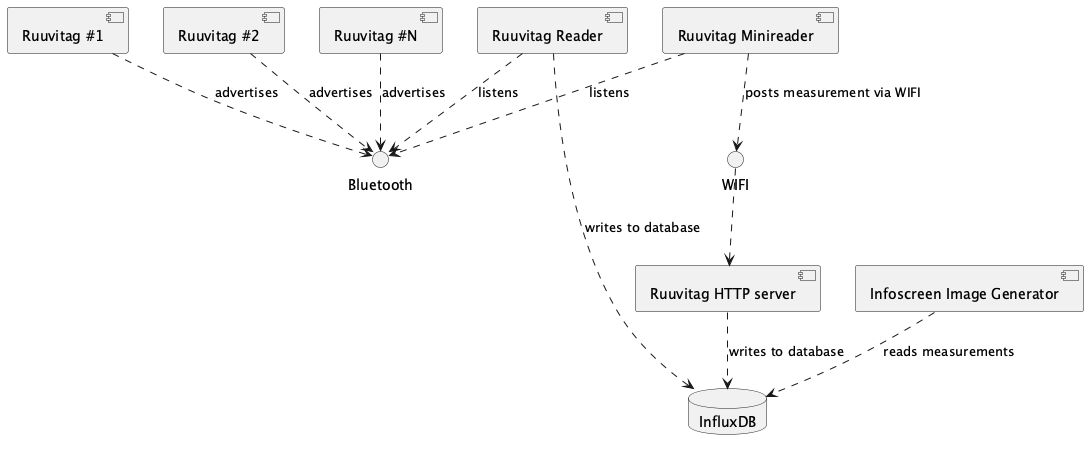 Ruuvitag #1
Ruuvitag #2
Ruuvitag #N
Ruuvitag Reader
Ruuvitag Minireader
advertises
advertises
advertises
listens
listens
posts measurement via WIFI
Bluetooth
WIFI
writes to database
Ruuvitag HTTP server
Infoscreen Image Generator
writes to database
reads measurements
InfluxDB